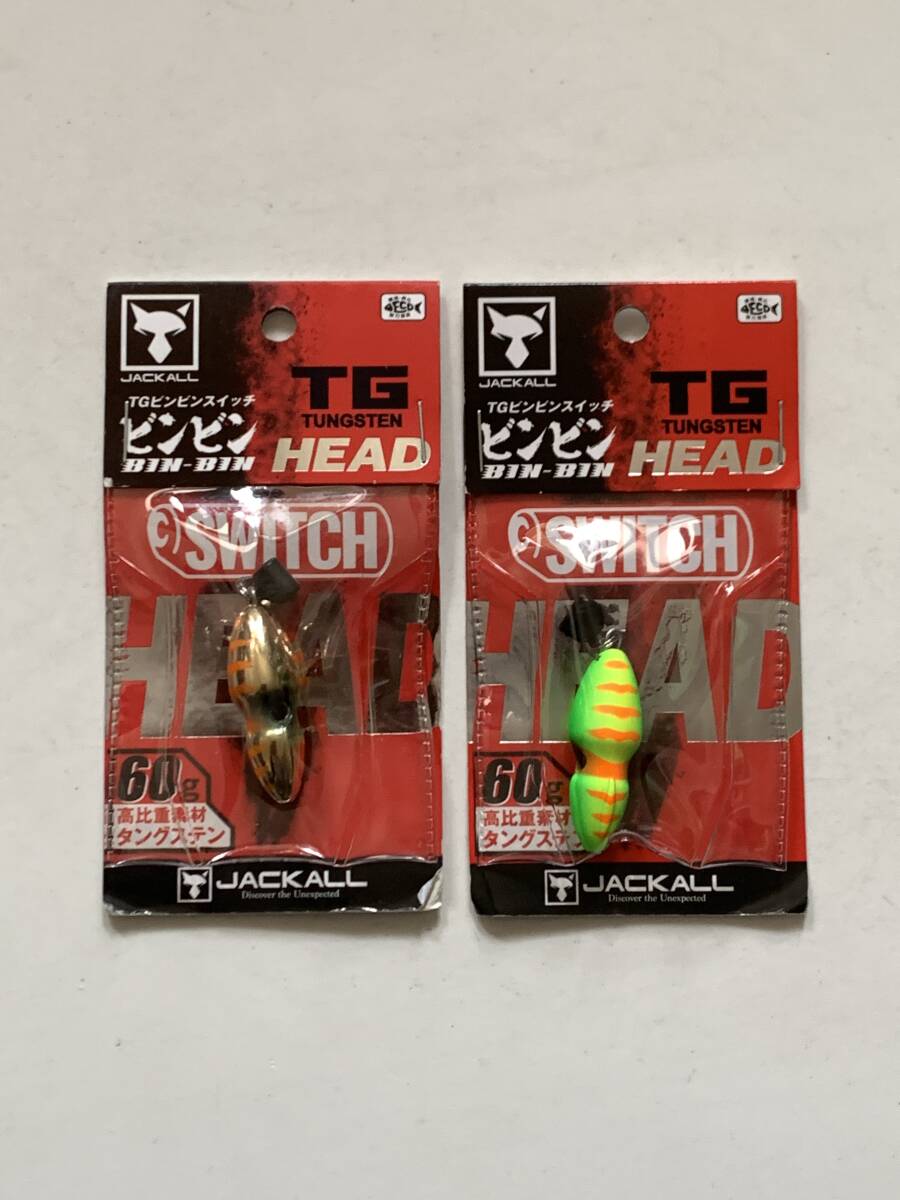 JACKALL
TG
TUNGSTEN
TGビンビンスイッチ
ビンビン
BIN-BIN
HEAD
SWITCH
HEAD
60g
高比重素材
タングステン
JACKALL
Discover the Unexpected
JACKALL
ECO
TG
TUNGSTEN
TGビンビンスイッチ
ビンビン
BIN-BIN
HEAD
SWITCH
HEAD
60g
高比重素材
タングステン
JACKALL
Discover the Unexpected